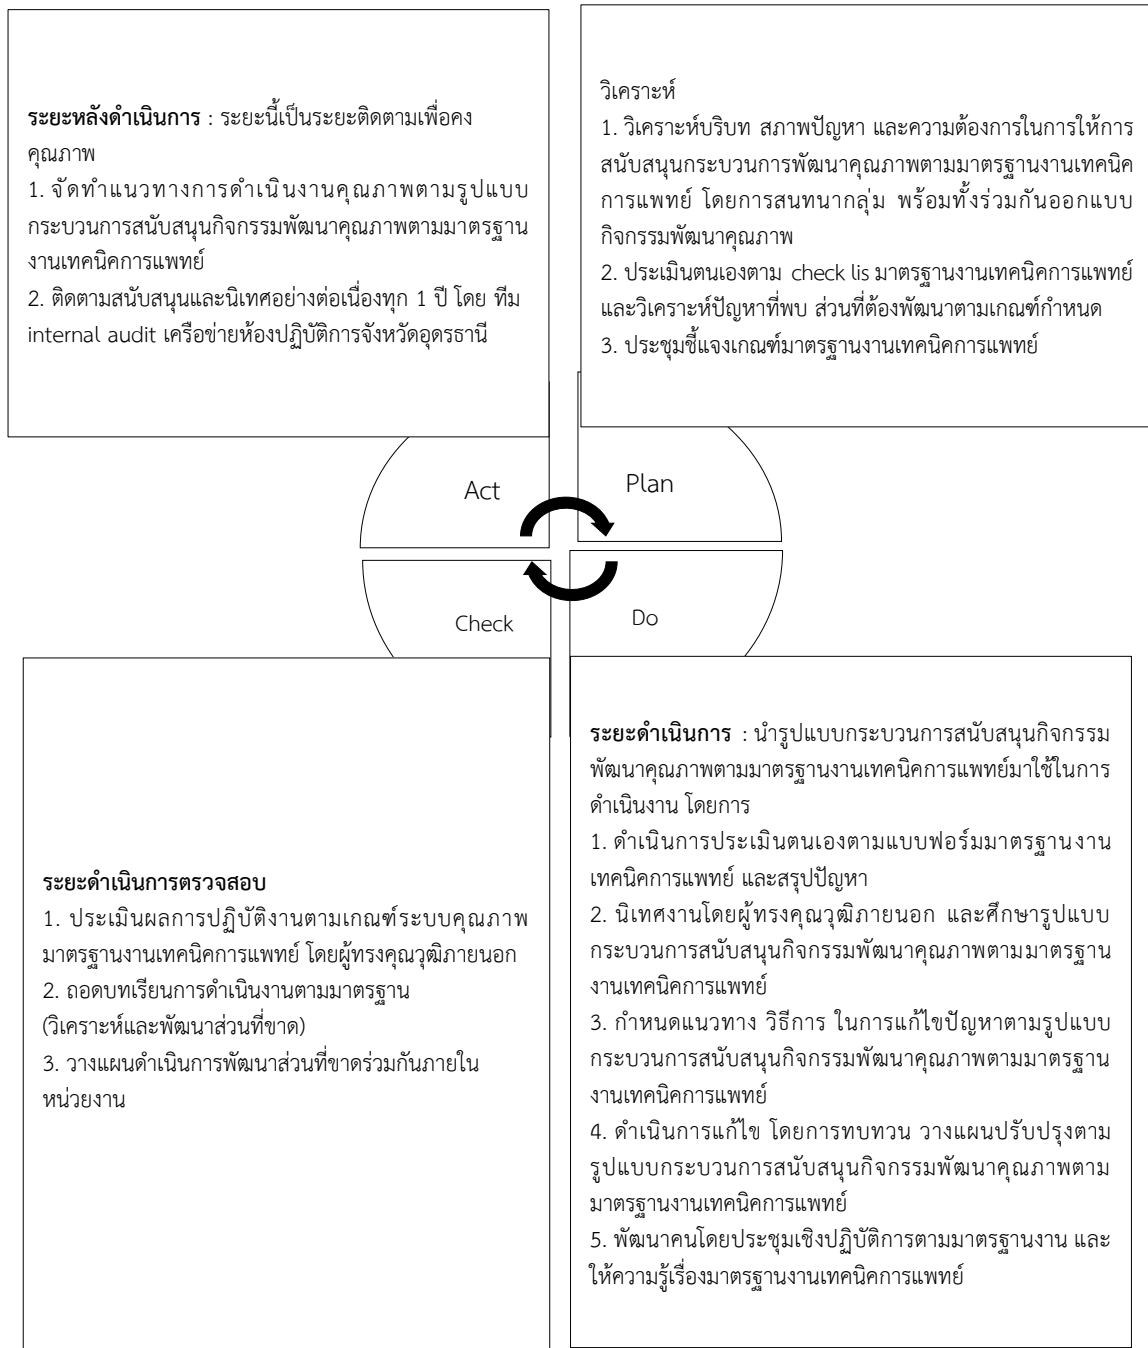 ระยะหลังดำเนินการ : ระยะนี้เป็นระยะติดตามเพื่อคง
คุณภาพ
1. จัดทำแนวทางการดำเนินงานคุณภาพตามรูปแบบ
กระบวนการสนับสนุนกิจกรรมพัฒนาคุณภาพตามมาตรฐาน
งานเทคนิคการแพทย์
2. ติดตามสนับสนุนและนิเทศอย่างต่อเนื่องทุก 1 ปี โดย ทีม
internal audit เครือข่ายห้องปฏิบัติการจังหวัดอุดรธานี
วิเคราะห์
1. วิเคราะห์บริบท สภาพปัญหา และความต้องการในการให้การ
สนับสนุนกระบวนการพัฒนาคุณภาพตามมาตรฐานงานเทคนิค
การแพทย์ โดยการสนทนากลุ่ม พร้อมทั้งร่วมกันออกแบบ
กิจกรรมพัฒนาคุณภาพ
2. ประเมินตนเองตาม check lis มาตรฐานงานเทคนิคการแพทย์
และวิเคราะห์ปัญหาที่พบ ส่วนที่ต้องพัฒนาตามเกณฑ์กำหนด
3. ประชุมชี้แจงเกณฑ์มาตรฐานงานเทคนิคการแพทย์
Act
Plan
Check
Do
ระยะดำเนินการตรวจสอบ
1. ประเมินผลการปฏิบัติงานตามเกณฑ์ระบบคุณภาพ
มาตรฐานงานเทคนิคการแพทย์ โดยผู้ทรงคุณวุฒิภายนอก
2. ถอดบทเรียนการดำเนินงานตามมาตรฐาน
(วิเคราะห์และพัฒนาส่วนที่ขาด)
3. วางแผนดำเนินการพัฒนาส่วนที่ขาดร่วมกันภายใน
หน่วยงาน
ระยะดำเนินการ : นำรูปแบบกระบวนการสนับสนุนกิจกรรม
พัฒนาคุณภาพตามมาตรฐานงานเทคนิคการแพทย์มาใช้ในการ
ดำเนินงาน โดยการ
1. ดำเนินการประเมินตนเองตามแบบฟอร์มมาตรฐานงาน
เทคนิคการแพทย์ และสรุปปัญหา
2. นิเทศงานโดยผู้ทรงคุณวุฒิภายนอก และศึกษารูปแบบ
กระบวนการสนับสนุนกิจกรรมพัฒนาคุณภาพตามมาตรฐาน
งานเทคนิคการแพทย์
3. กำหนดแนวทาง วิธีการ ในการแก้ไขปัญหาตามรูปแบบ
กระบวนการสนับสนุนกิจกรรมพัฒนาคุณภาพตามมาตรฐาน
งานเทคนิคการแพทย์
4. ดำเนินการแก้ไข โดยการทบทวน วางแผนปรับปรุงตาม
รูปแบบกระบวนการสนับสนุนกิจกรรมพัฒนาคุณภาพตาม
มาตรฐานงานเทคนิคการแพทย์
5. พัฒนาคนโดยประชุมเชิงปฏิบัติการตามมาตรฐานงาน และ
ให้ความรู้เรื่องมาตรฐานงานเทคนิคการแพทย์